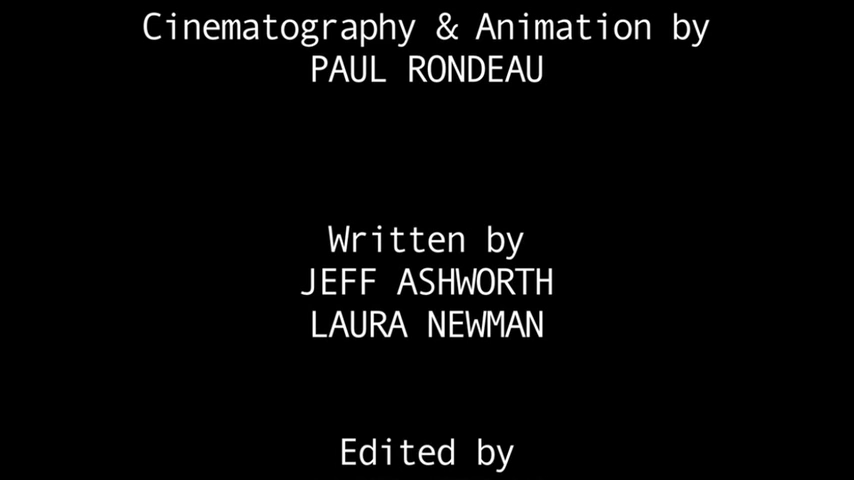 Cinematography & Animation by
PAUL RONDEAU
Written by
JEFF ASHWORTH
LAURA NEWMAN
Edited by